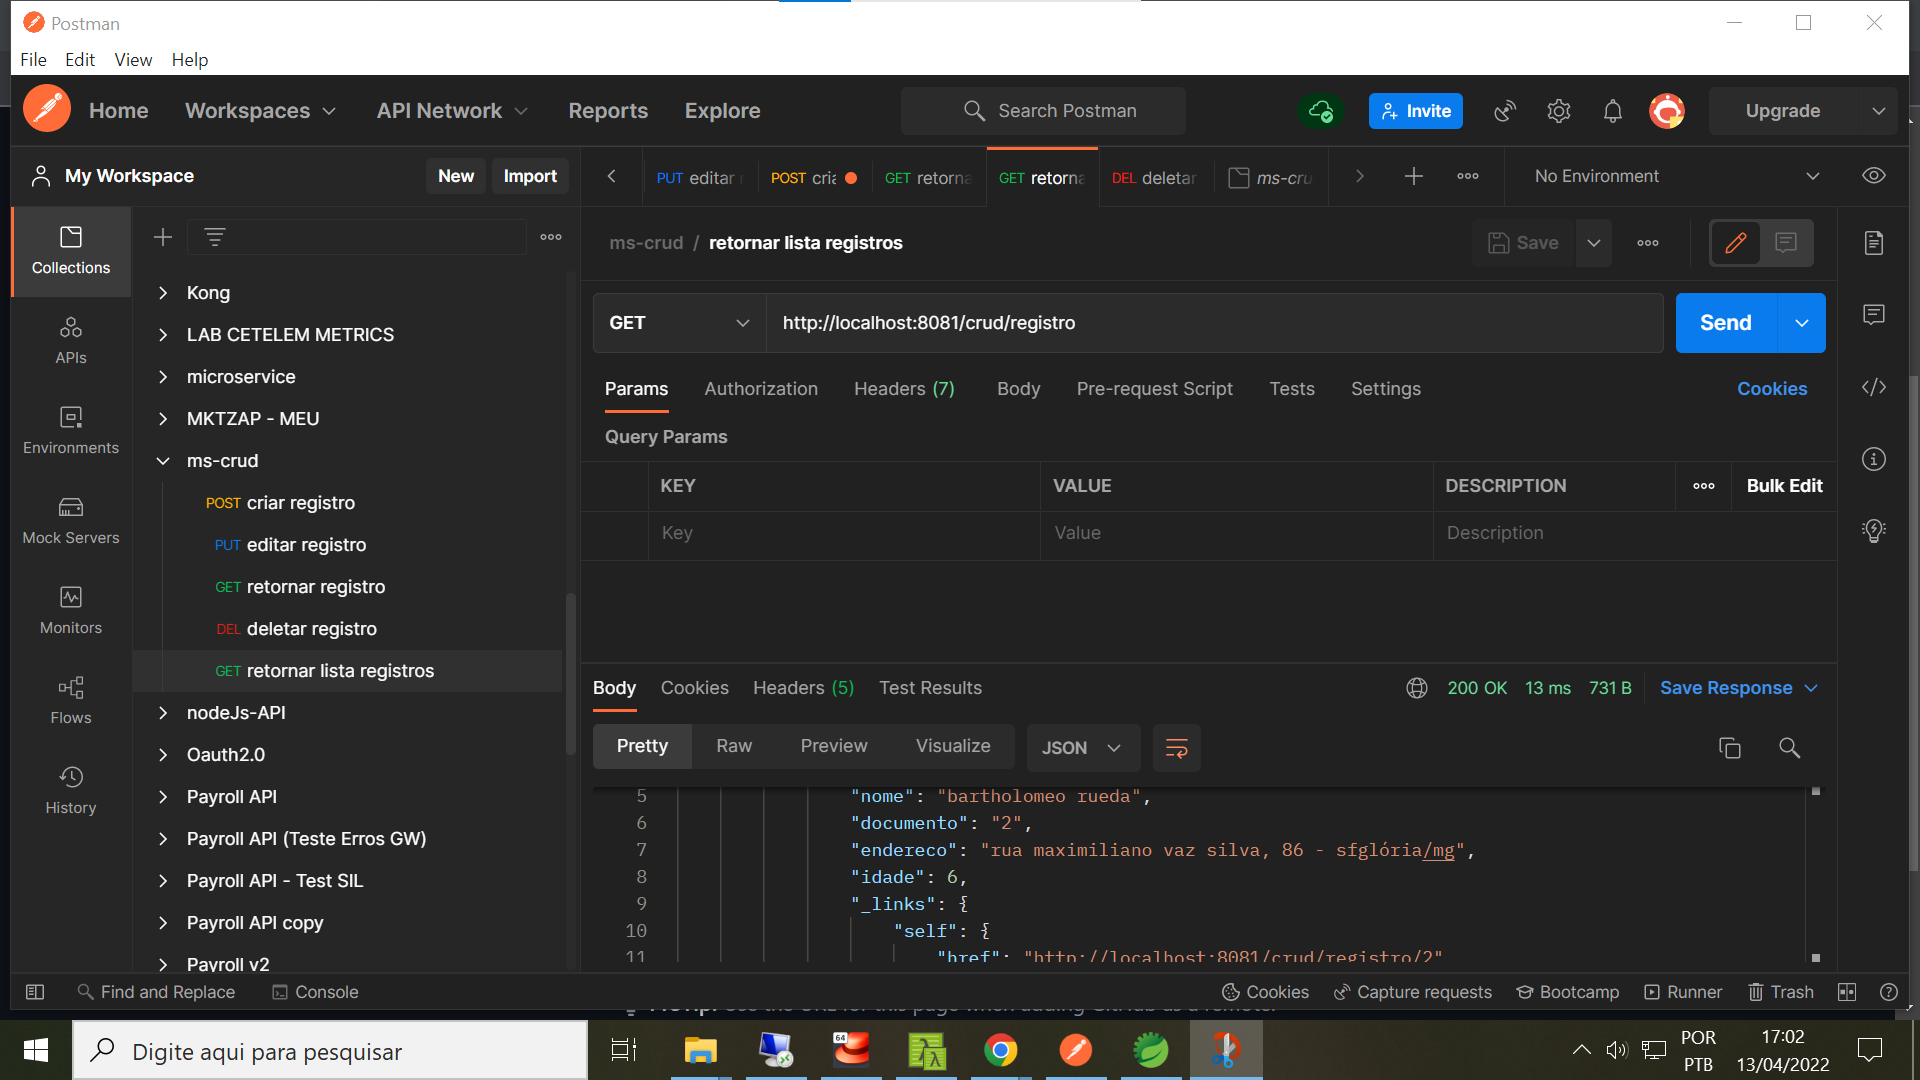 Postman
File Edit View Help
Home Workspaces API Network Reports Explore Search Postman Invite Upgrade
My Workspace New Import
PUT editar
POST cria
GET retorna
GET retorna
DEL deletar
ms-cru
No Environment
Collections
APIs
Environments
Mock Servers
Monitors
Flows
History
Kong
LAB CETELEM METRICS
microservice
MKTZAP - MEU
ms-crud
POST criar registro
PUT editar registro
GET retornar registro
DEL deletar registro
GET retornar lista registros
nodeJs-API
Oauth2.0
Payroll API
Payroll API (Teste Erros GW)
Payroll API - Test SIL
Payroll API copy
Payroll v2
ms-crud / retornar lista registros
Save
GET http://localhost:8081/crud/registro Send
Params Authorization Headers (7) Body Pre-request Script Tests Settings Cookies
Query Params
KEY VALUE DESCRIPTION Bulk Edit
Key Value Description
Body Cookies Headers (5) Test Results 200 OK 13 ms 731 B Save Response
Pretty Raw Preview Visualize JSON
5 "nome": "bartholomeo rueda",
6 "documento": "2",
7 "endereco": "rua maximiliano vaz silva, 86 - sfglória/mg",
8 "idade": 6,
9 "_links": {
10 "self": {
11 "href": "http://localhost:8081/crud/registro/2"
Find and Replace Console Cookies Capture requests Bootcamp Runner Trash
Digite aqui para pesquisar
64
POR
PTB
17:02
13/04/2022